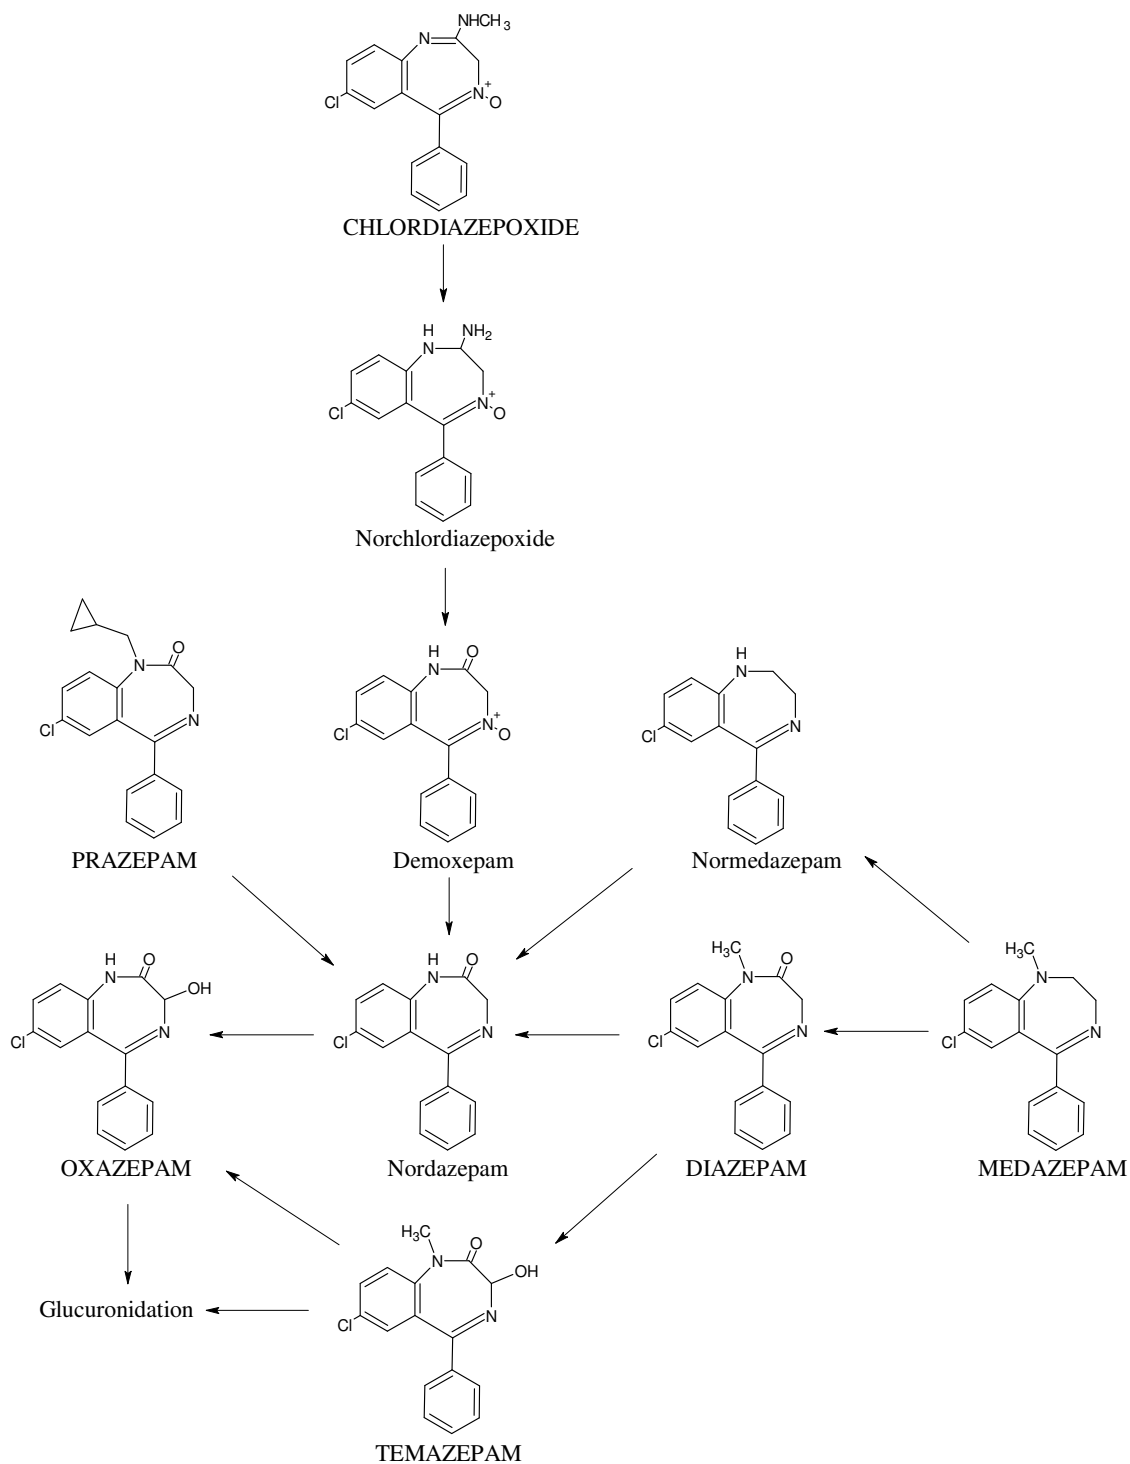 NHCH3
N
N+
O
Cl
CHLORDIAZEPOXIDE
H
N
NH2
N+
O
Cl
Norchlordiazepoxide
N
O
N
Cl
PRAZEPAM
H
N
O
N+
O
Cl
Demoxepam
H
N
N
Cl
Normedazepam
H
N
O
OH
N
Cl
OXAZEPAM
H
N
O
N
Cl
Nordazepam
H3C
N
O
N
Cl
DIAZEPAM
H3C
N
N
Cl
MEDAZEPAM
Glucuronidation
H3C
N
O
OH
N
Cl
TEMAZEPAM